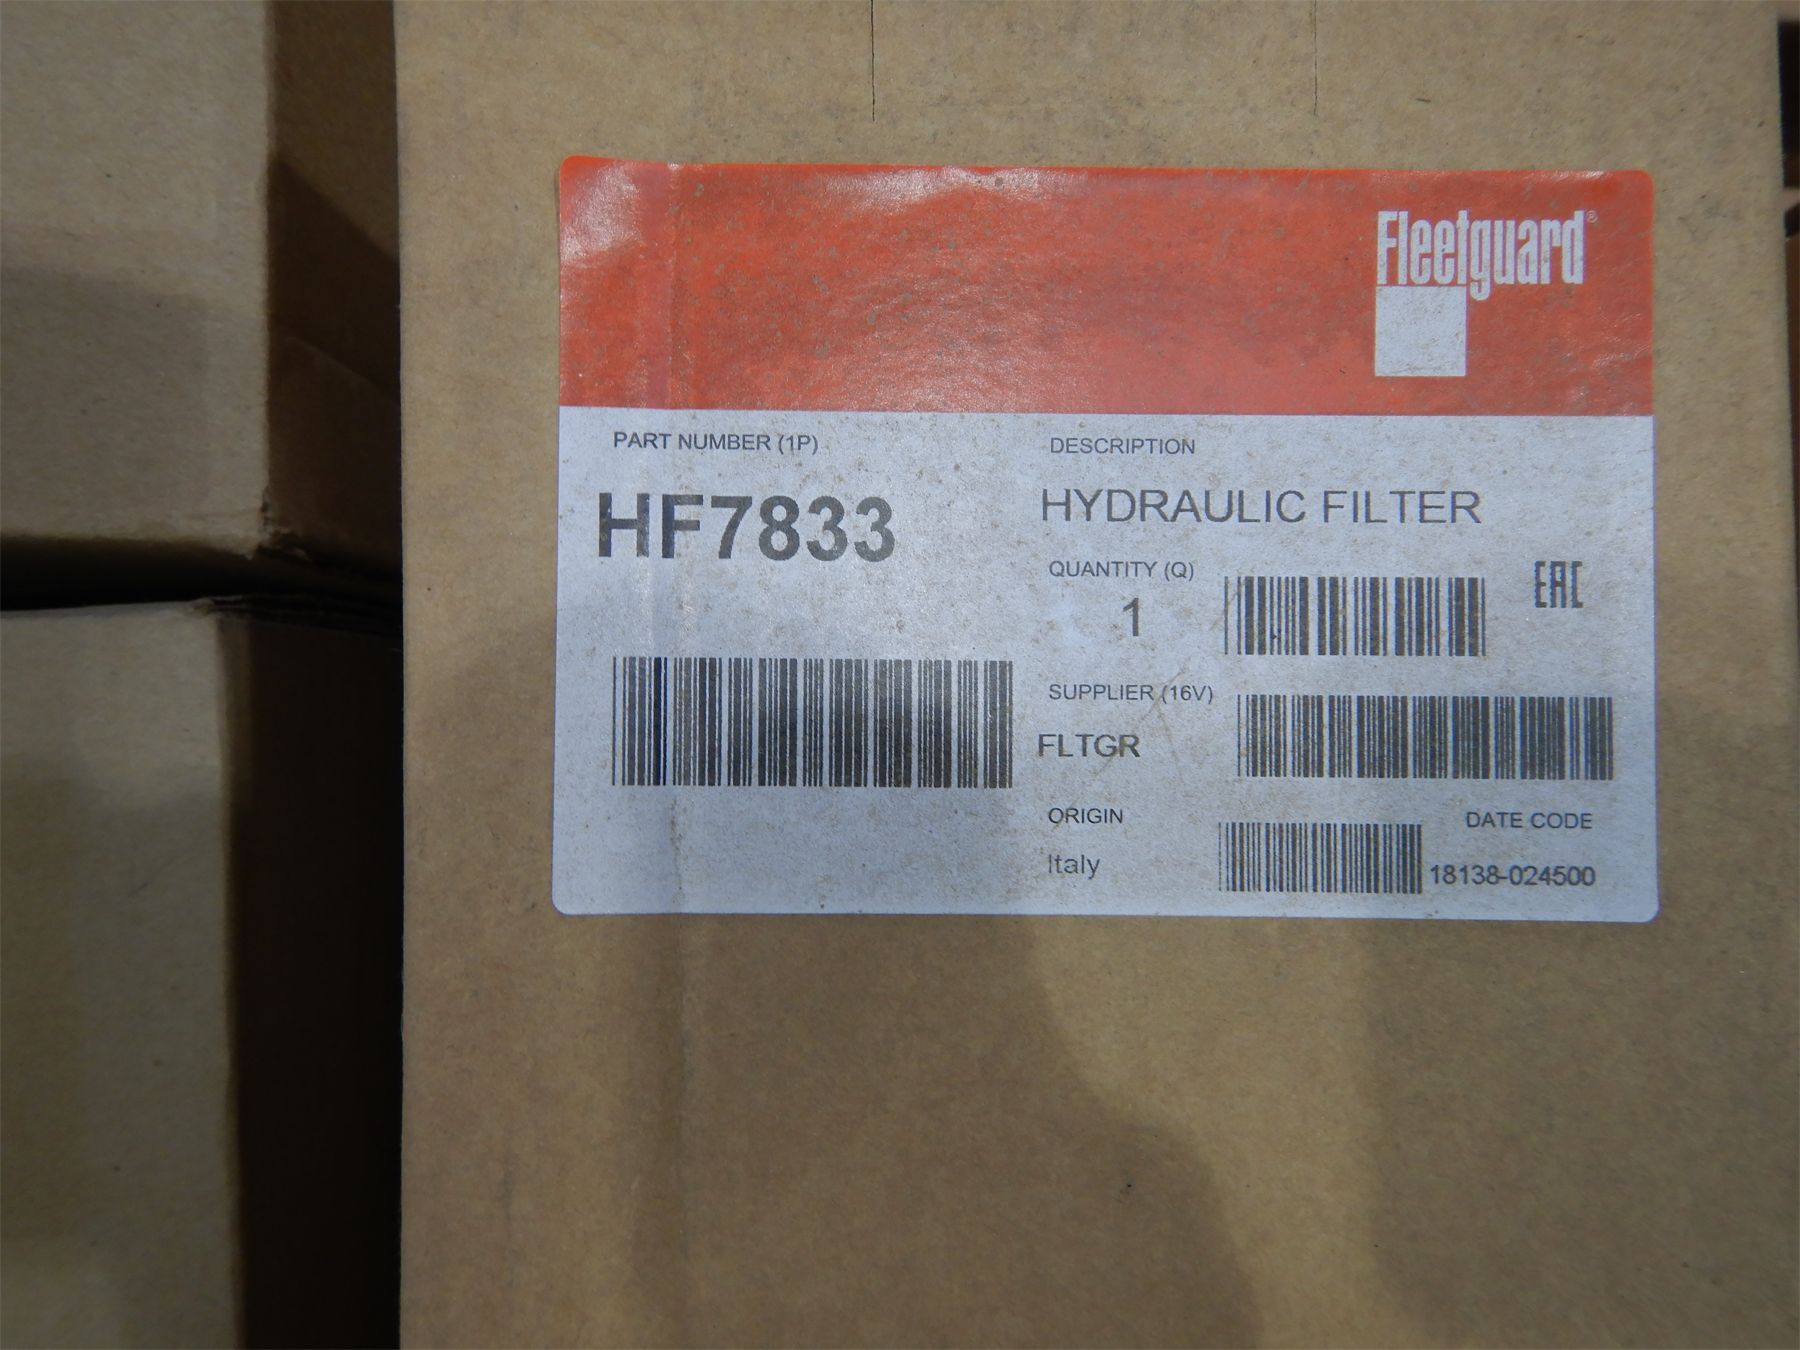 Fleetguard®
PART NUMBER (1P)
DESCRIPTION
HF7833
HYDRAULIC FILTER
QUANTITY (Q)
1
EAC
SUPPLIER (16V)
FLTGR
ORIGIN
DATE CODE
Italy
18138-024500